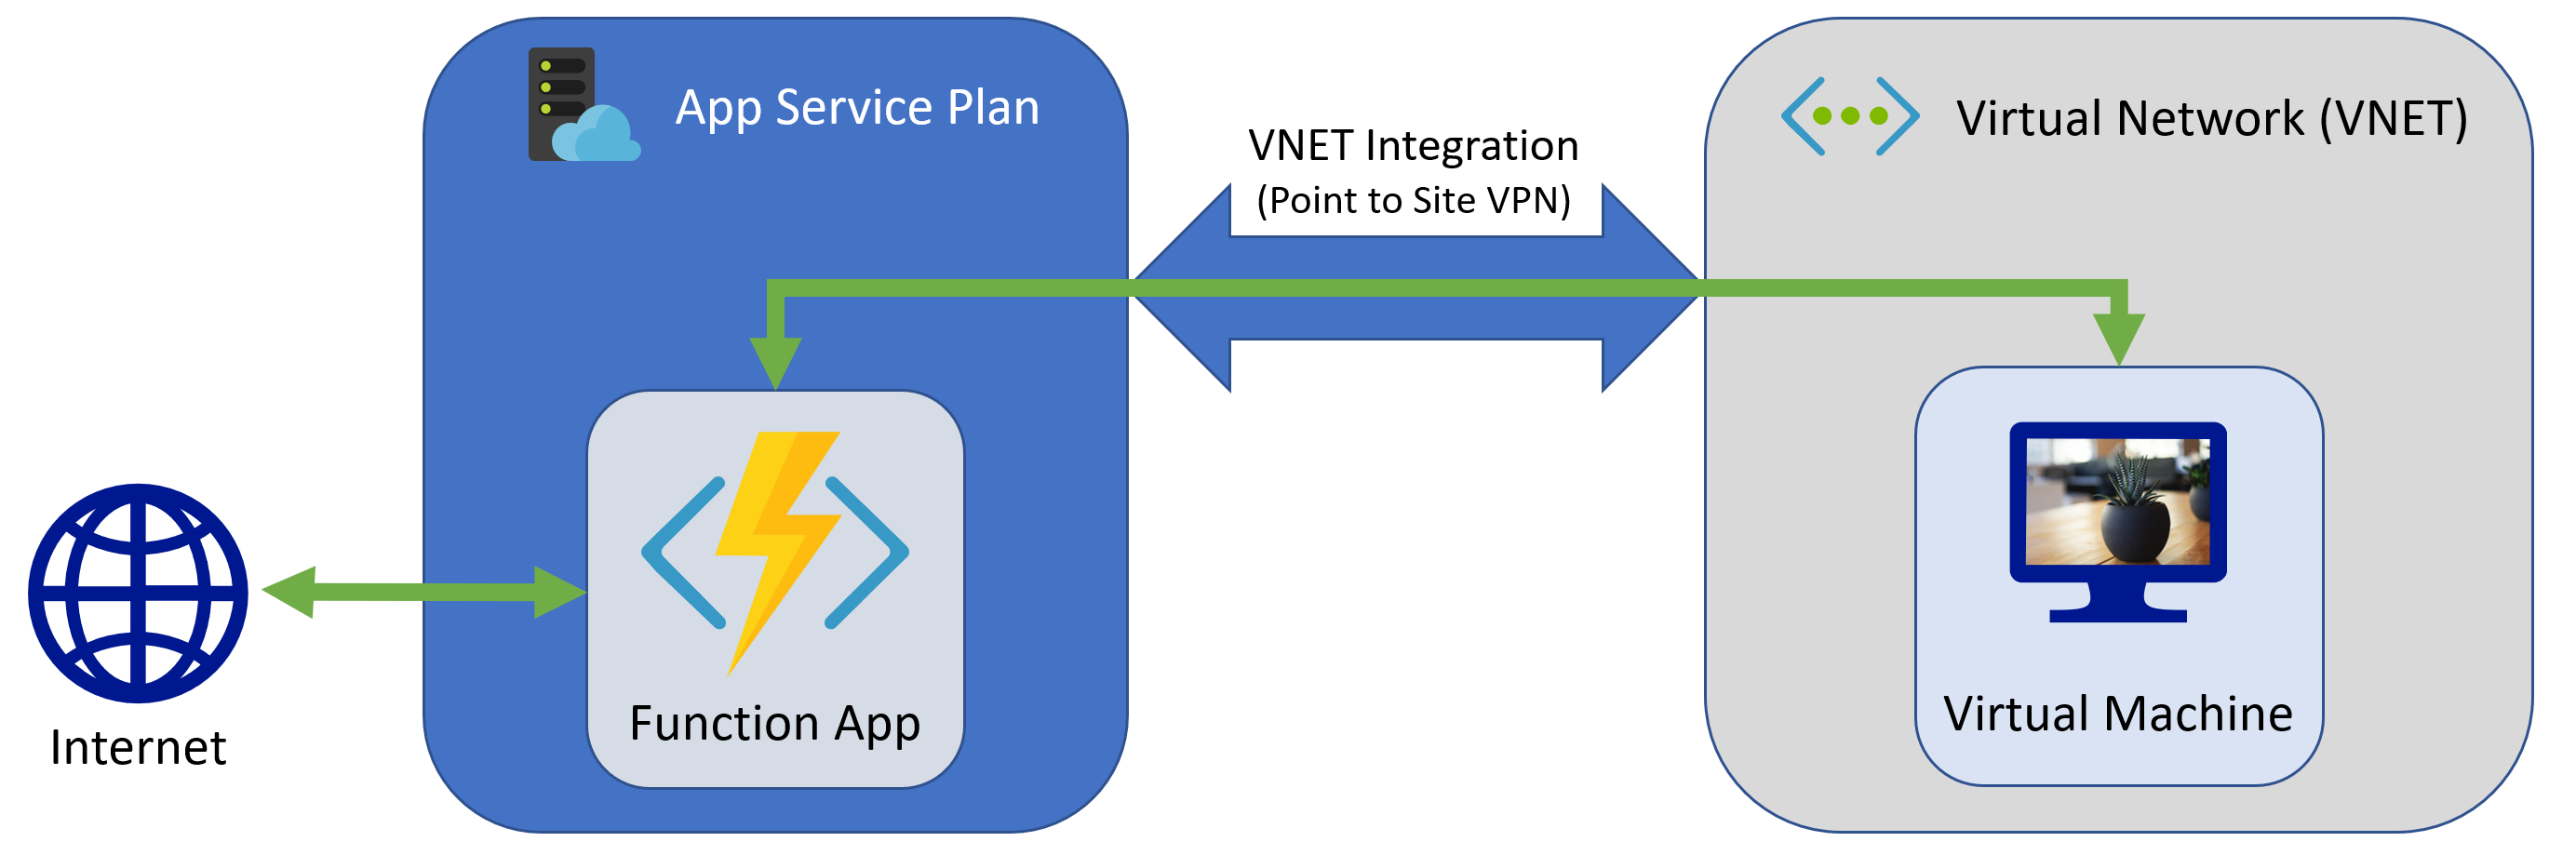 App Service Plan
VNET Integration
(Point to Site VPN)
Virtual Network (VNET)
Internet
Function App
Virtual Machine